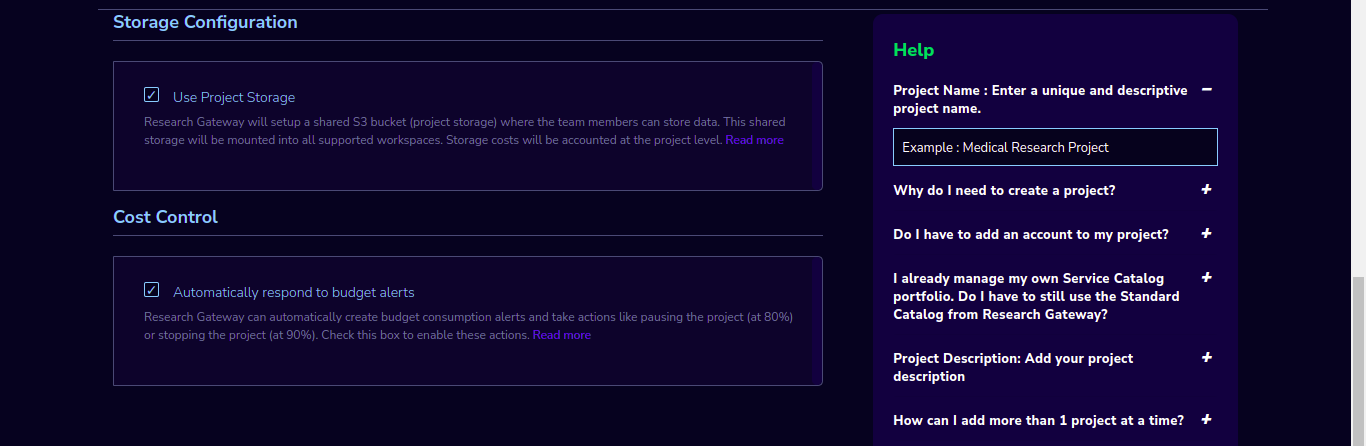 Storage Configuration
Use Project Storage
Research Gateway will setup a shared S3 bucket (project storage) where the team members can store data. This shared
storage will be mounted into all supported workspaces. Storage costs will be accounted at the project level. Read more
Cost Control
Automatically respond to budget alerts
Research Gateway can automatically create budget consumption alerts and take actions like pausing the project (at 80%)
or stopping the project (at 90%). Check this box to enable these actions. Read more
Help
Project Name : Enter a unique and descriptive
project name.
Example : Medical Research Project
Why do I need to create a project?
Do I have to add an account to my project?
I already manage my own Service Catalog
portfolio. Do I have to still use the Standard
Catalog from Research Gateway?
Project Description: Add your project
description
How can I add more than 1 project at a time?